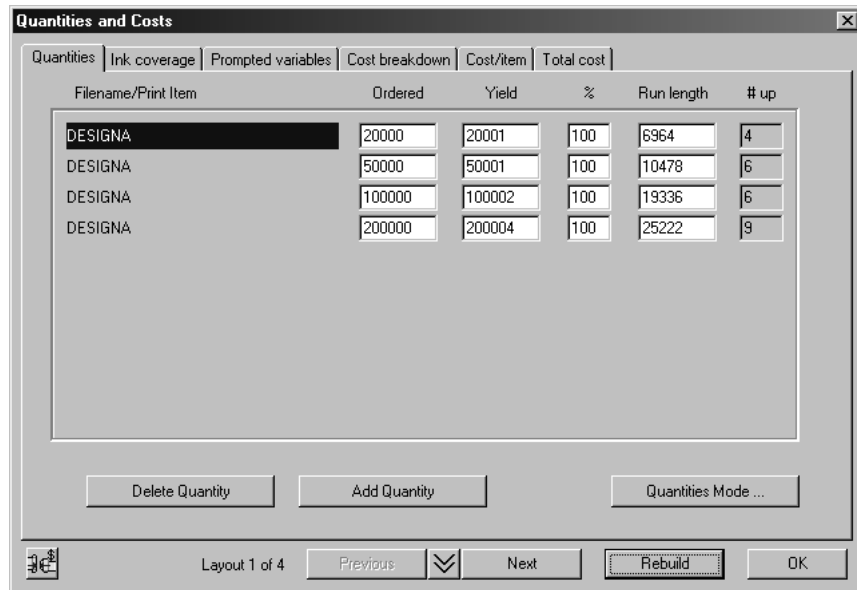 Quantities and Costs
Quantities Ink coverage Prompted variables Cost breakdown Cost/item Total cost
Filename/Print Item Ordered Yield % Run length # up
DESIGNA 20000 20001 100 6964 4
DESIGNA 50000 50001 100 10478 6
DESIGNA 100000 100002 100 19336 6
DESIGNA 200000 200004 100 25222 9
Delete Quantity Add Quantity Quantities Mode ...
Layout 1 of 4 Previous Next Rebuild OK